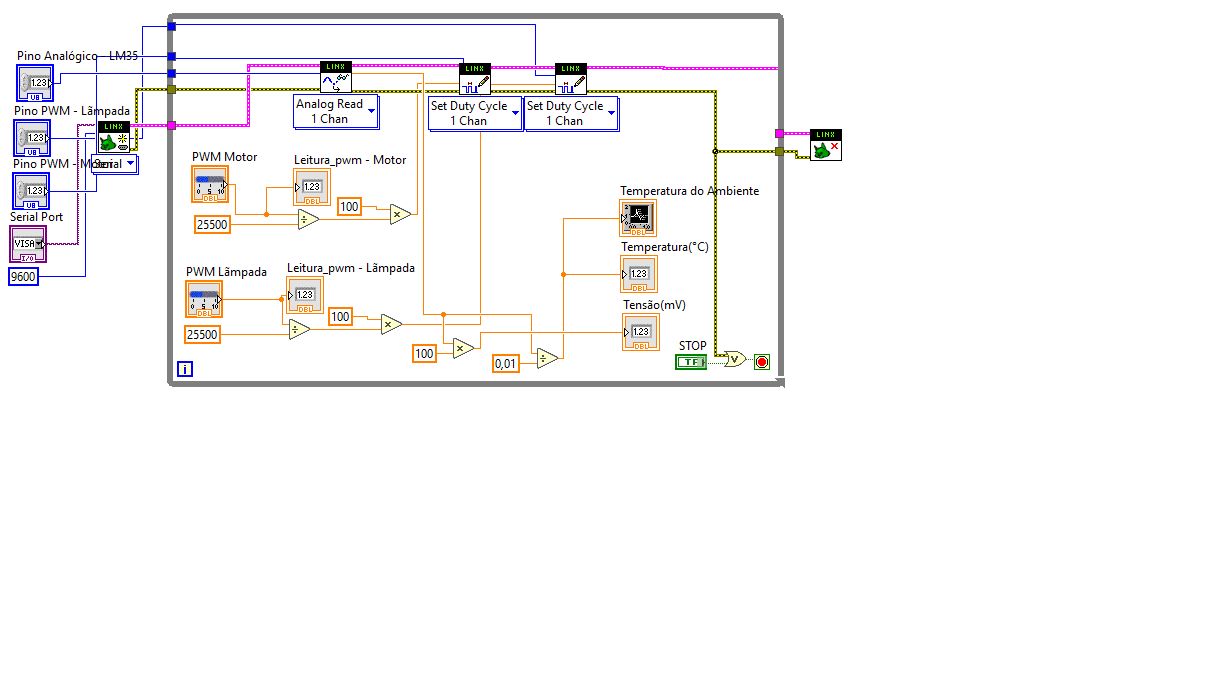 Pino Analógico - LM35
1.23
UB
Pino PWM - Lâmpada
1.23
UB
LINX
Serial
Pino PWM - Motor
1.23
UB
Serial Port
VISA
I/O
9600
LINX
Analog Read
1 Chan
LINX
Set Duty Cycle
1 Chan
LINX
Set Duty Cycle
1 Chan
LINX
PWM Motor
0 5 10
DBL
Leitura_pwm - Motor
1.23
DBL
25500
÷
100
×
PWM Lâmpada
0 5 10
DBL
Leitura_pwm - Lâmpada
1.23
DBL
25500
÷
100
×
100
×
0,01
÷
Temperatura do Ambiente
DBL
Temperatura(°C)
1.23
DBL
Tensão(mV)
1.23
DBL
STOP
TF
V
i